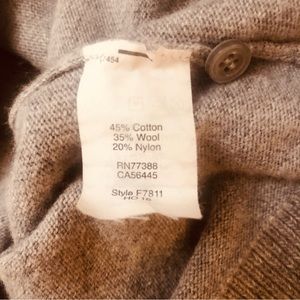 45% Cotton
35% Wool
20% Nylon
RN77388
CA56445
Style F7811